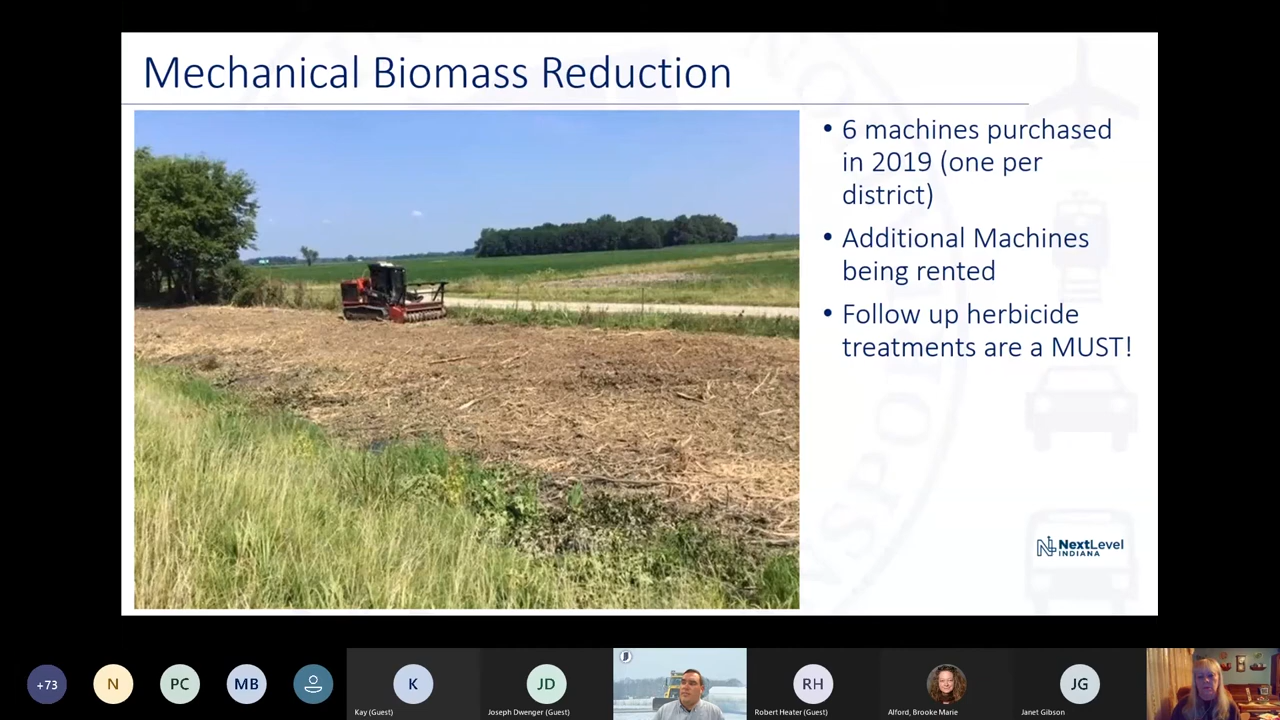 Mechanical Biomass Reduction
• 6 machines purchased
in 2019 (one per
district)
• Additional Machines
being rented
• Follow up herbicide
treatments are a MUST!
NextLevel
INDIANA
+73
N
PC
MB
K
Kay (Guest)
JD
Joseph Dwenger (Guest)
RH
Robert Heater (Guest)
Alford, Brooke Marie
JG
Janet Gibson